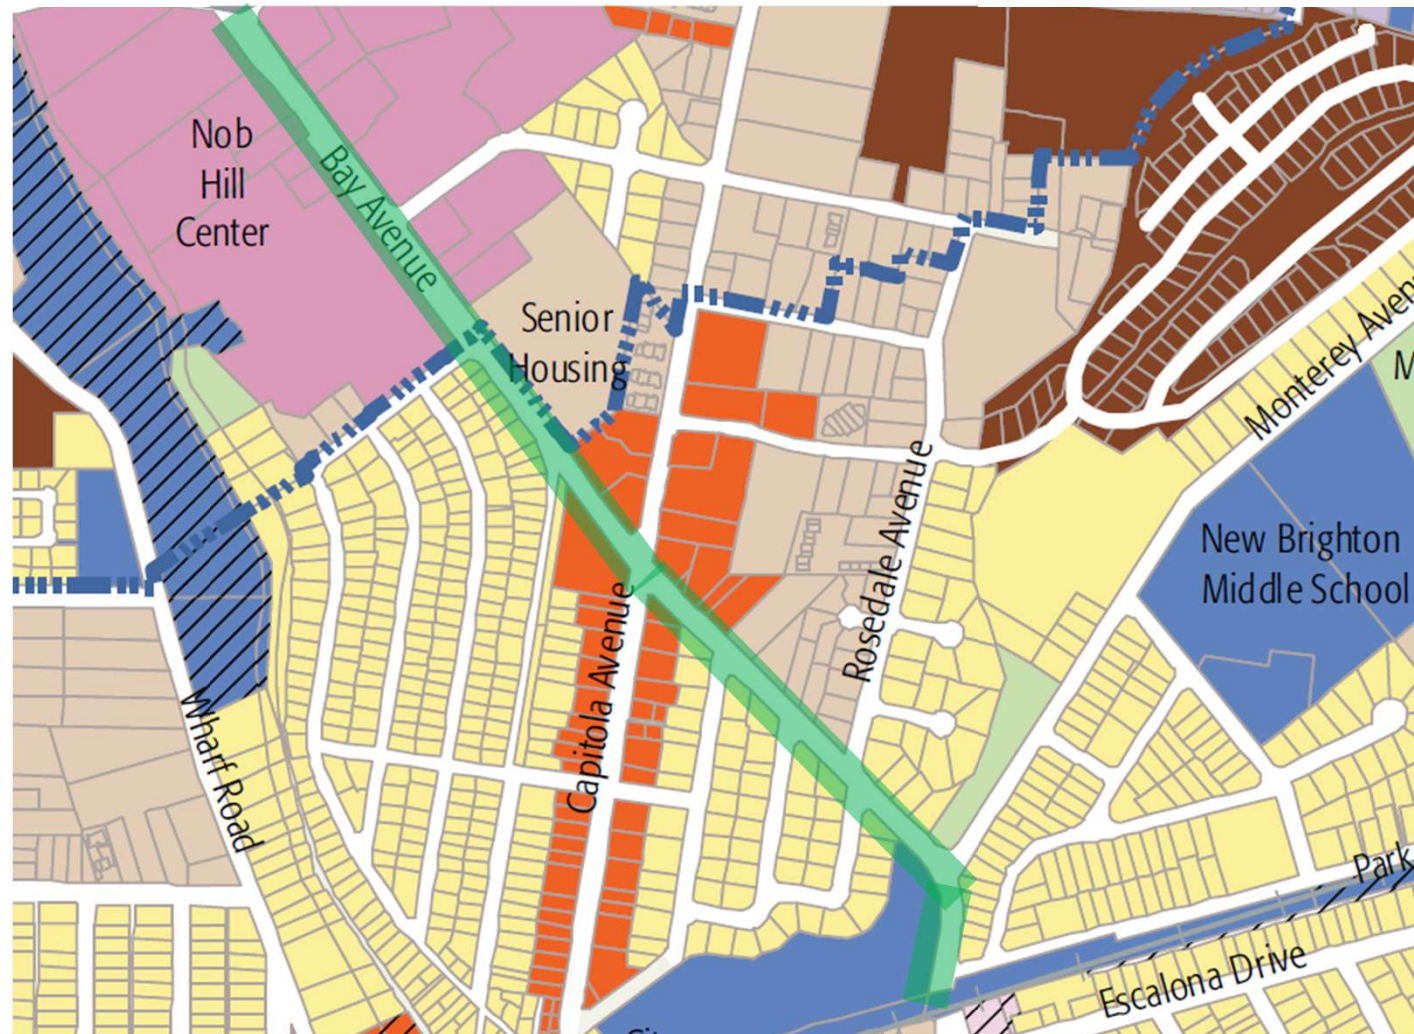 Nob
Hill
Center
Bay Avenue
Senior
Housing
Monterey Aven
M
Rosedale Avenue
New Brighton
Middle School
Capitola Avenue
Wharf Road
Park
Escalona Drive